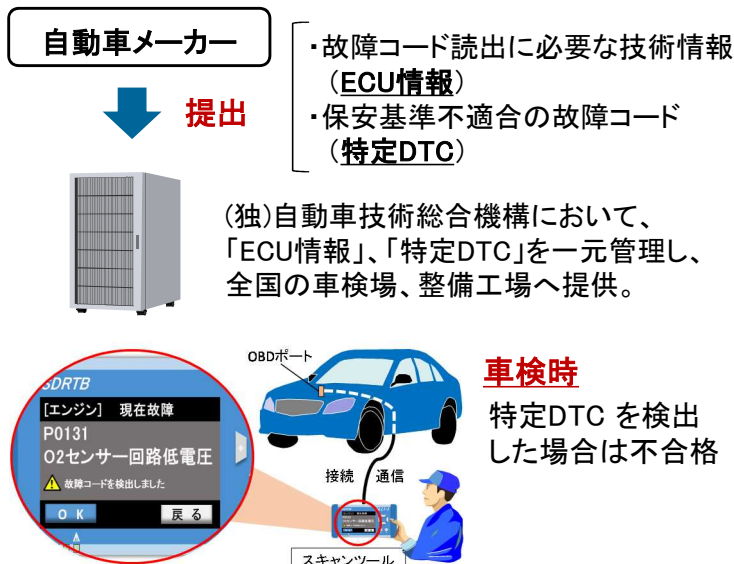 自動車メーカー
・故障コード読出に必要な技術情報
（ECU情報）
・保安基準不適合の故障コード
（特定DTC）
提出
(独)自動車技術総合機構において、
「ECU情報」、「特定DTC」を一元管理し、
全国の車検場、整備工場へ提供。
OBDポート
車検時
特定DTC を検出
した場合は不合格
接続 通信
スキャンツール
SDRTB
[エンジン] 現在故障
P0131
O2センサー回路低電圧
故障コードを検出しました
O K
戻 る